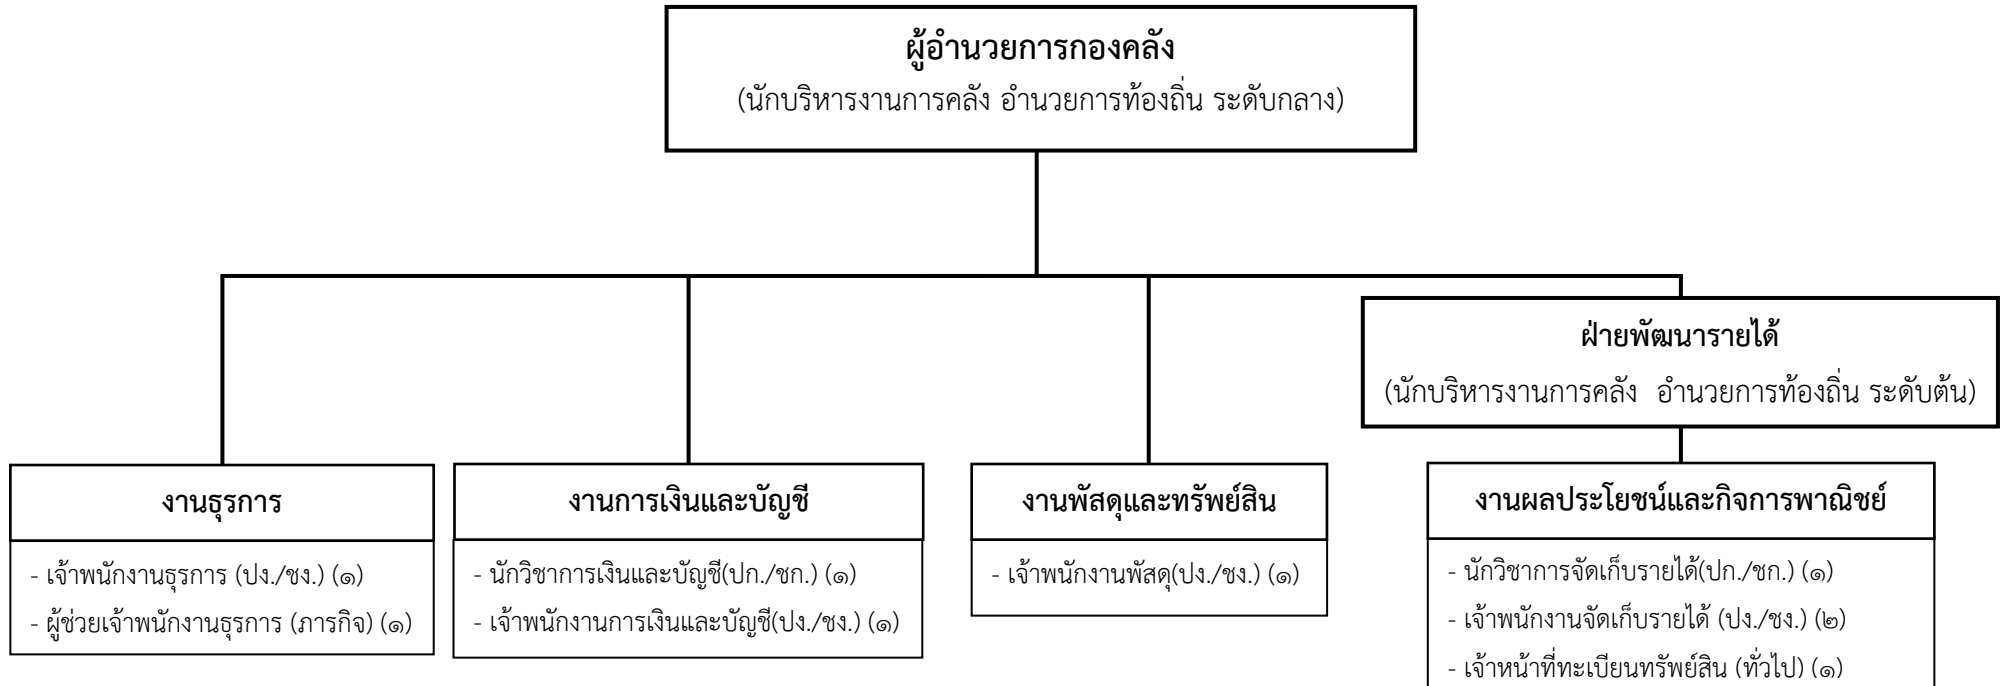 ผู้อำนวยการกองคลัง
(นักบริหารงานการคลัง อำนวยการท้องถิ่น ระดับกลาง)
ฝ่ายพัฒนารายได้
(นักบริหารงานการคลัง อำนวยการท้องถิ่น ระดับต้น)
งานธุรการ
- เจ้าพนักงานธุรการ (ปง./ชง.) (๑)
- ผู้ช่วยเจ้าพนักงานธุรการ (ภารกิจ) (๑)
งานการเงินและบัญชี
- นักวิชาการเงินและบัญชี(ปก./ชก.) (๑)
- เจ้าพนักงานการเงินและบัญชี(ปง./ชง.) (๑)
งานพัสดุและทรัพย์สิน
- เจ้าพนักงานพัสดุ(ปง./ชง.) (๑)
งานผลประโยชน์และกิจการพาณิชย์
- นักวิชาการจัดเก็บรายได้(ปก./ชก.) (๑)
- เจ้าพนักงานจัดเก็บรายได้ (ปง./ชง.) (๒)
- เจ้าหน้าที่ทะเบียนทรัพย์สิน (ทั่วไป) (๑)